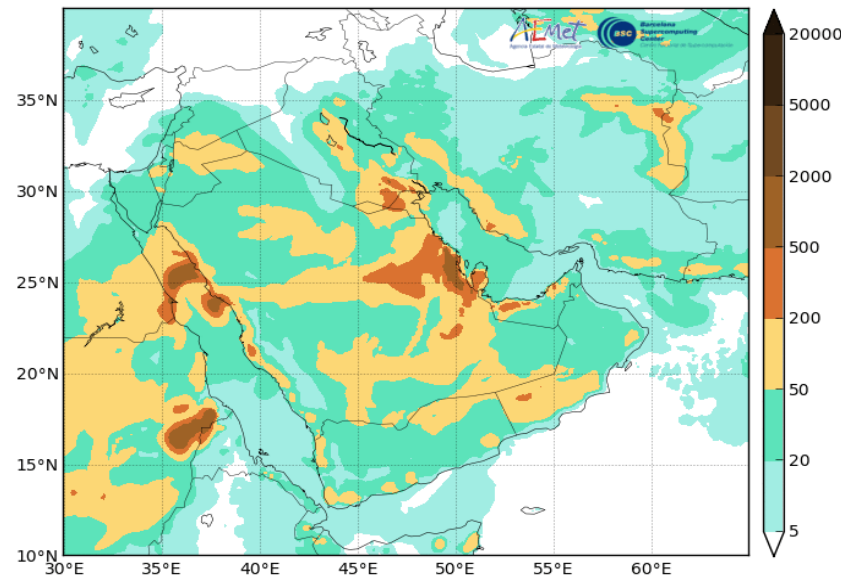 AEMet
Agencia Estatal de Meteorología
BSC
Barcelona
Supercomputing
Center
Centro Nacional de Supercomputación
20000
5000
2000
500
200
50
20
5
35°N
30°N
25°N
20°N
15°N
10°N
30°E
35°E
40°E
45°E
50°E
55°E
60°E